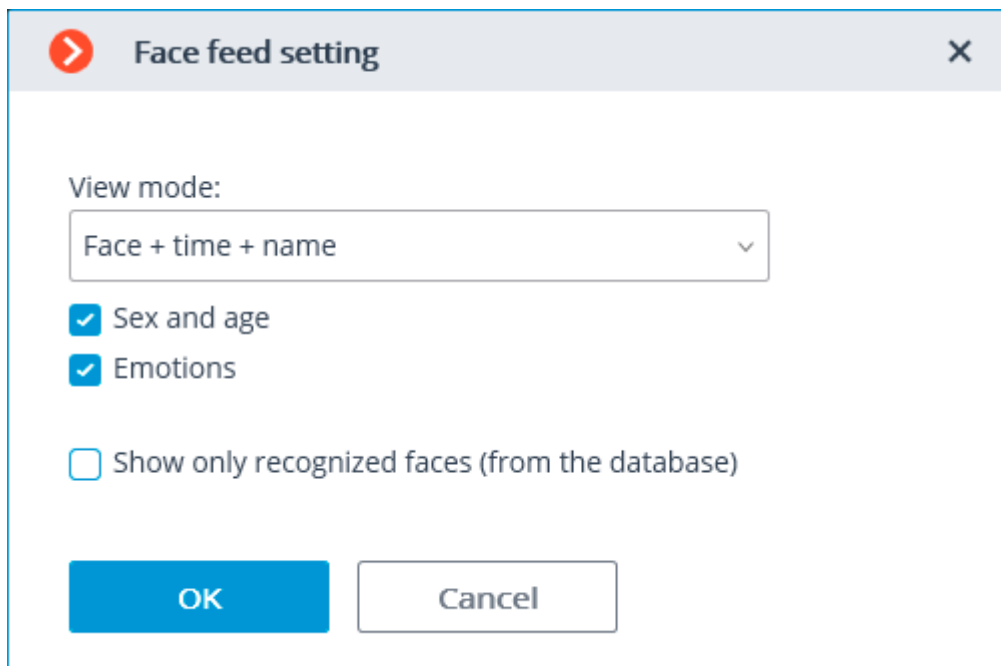 Face feed setting
View mode:
Face + time + name
Sex and age
Emotions
Show only recognized faces (from the database)
OK
Cancel